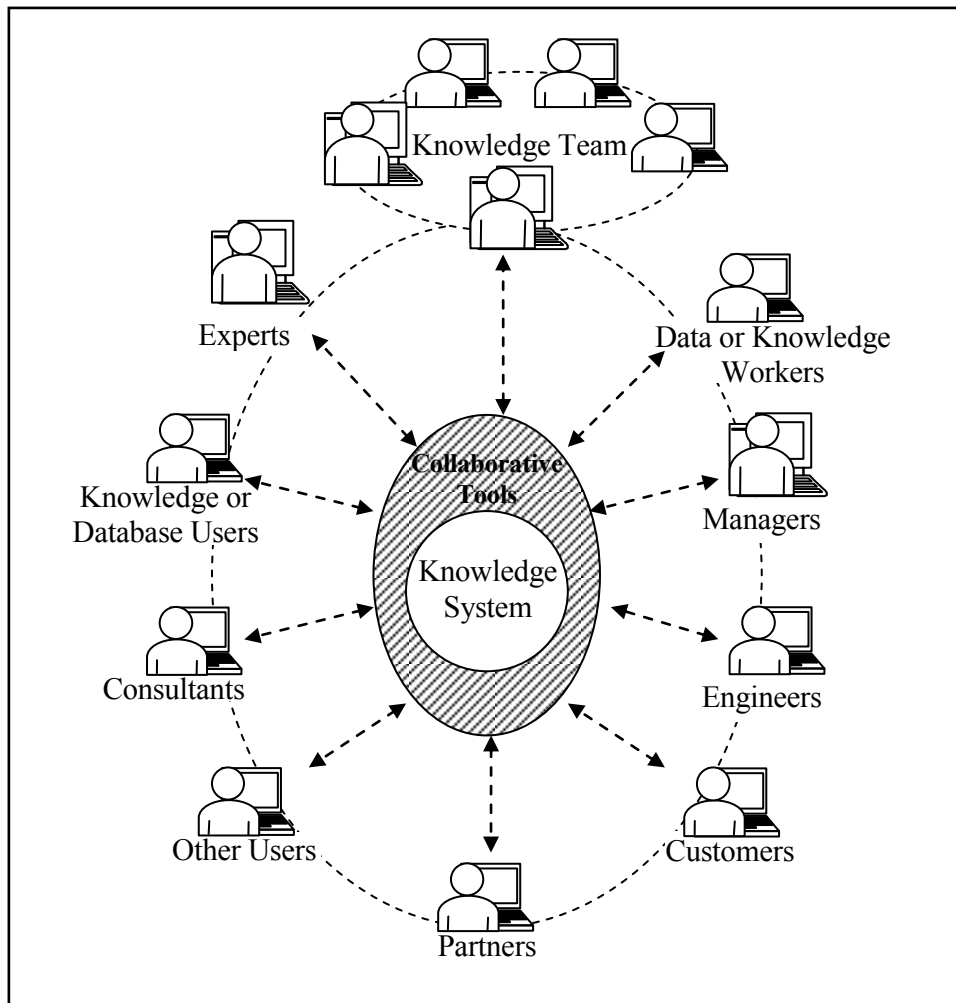 Knowledge Team
Experts
Data or Knowledge
Workers
Collaborative
Tools
Knowledge or
Database Users
Managers
Knowledge
System
Consultants
Engineers
Other Users
Customers
Partners